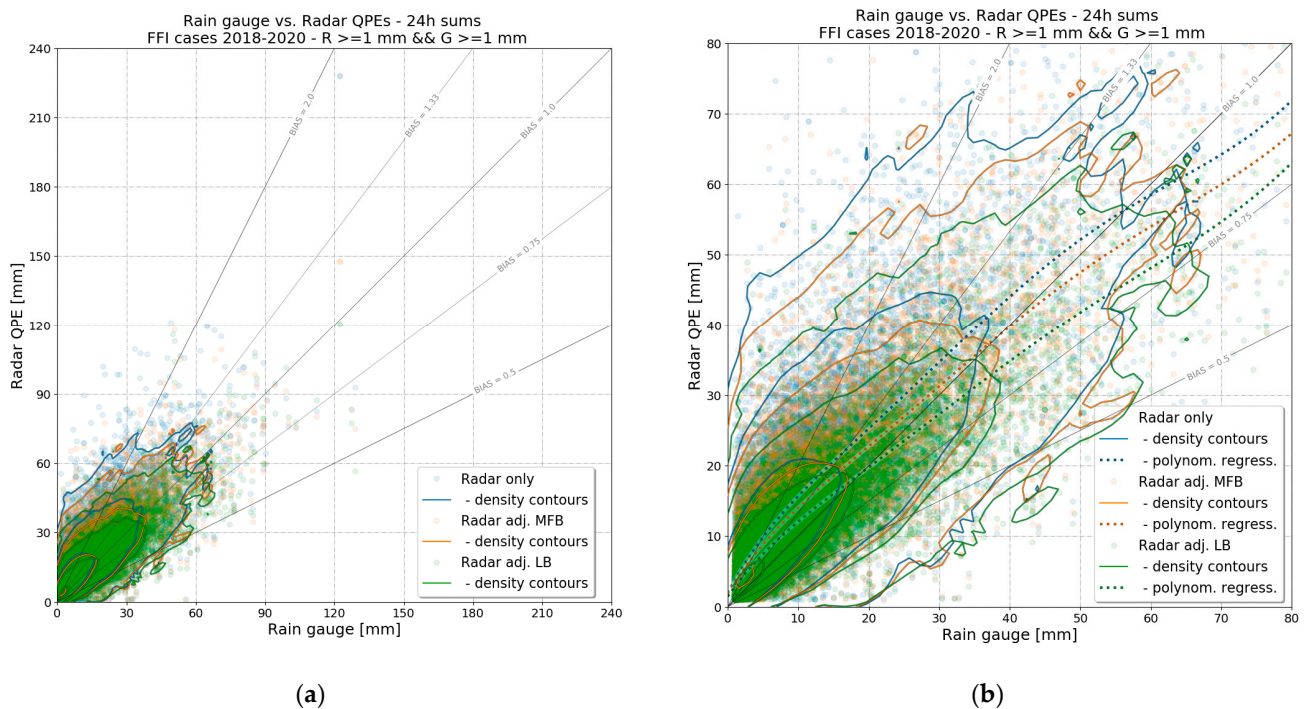 Rain gauge vs. Radar QPEs - 24h sums
FFI cases 2018-2020 - R >=1 mm && G >=1 mm
240
210
180
150
120
90
60
30
0
Radar QPE [mm]
BIAS = 2.0
BIAS = 1.33
BIAS = 1.0
BIAS = 0.75
BIAS = 0.5
Radar only
- density contours
Radar adj. MFB
- density contours
Radar adj. LB
- density contours
0 30 60 90 120 150 180 210 240
Rain gauge [mm]
(a)
Rain gauge vs. Radar QPEs - 24h sums
FFI cases 2018-2020 - R >=1 mm && G >=1 mm
80
70
60
50
40
30
20
10
0
Radar QPE [mm]
BIAS = 2.0
BIAS = 1.33
BIAS = 1.0
BIAS = 0.75
BIAS = 0.5
Radar only
- density contours
- polynom. regress.
Radar adj. MFB
- density contours
- polynom. regress.
Radar adj. LB
- density contours
- polynom. regress.
0 10 20 30 40 50 60 70 80
Rain gauge [mm]
(b)